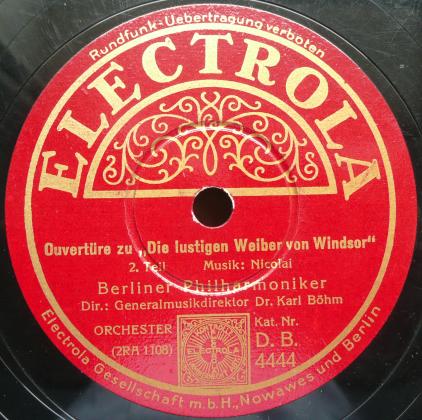 Rundfunk-Uebertragung verboten
ELECTROLA
Ouvertüre zu „Die lustigen Weiber von Windsor“
2. Teil Musik: Nicolai
Berliner Philharmoniker
Dir.: Generalmusikdirektor Dr. Karl Böhm
ORCHESTER
(2RA 1108)
ELECTROLA
Kat. Nr.
D. B.
4444
Electrola Gesellschaft m.b.H., Nowawes und Berlin